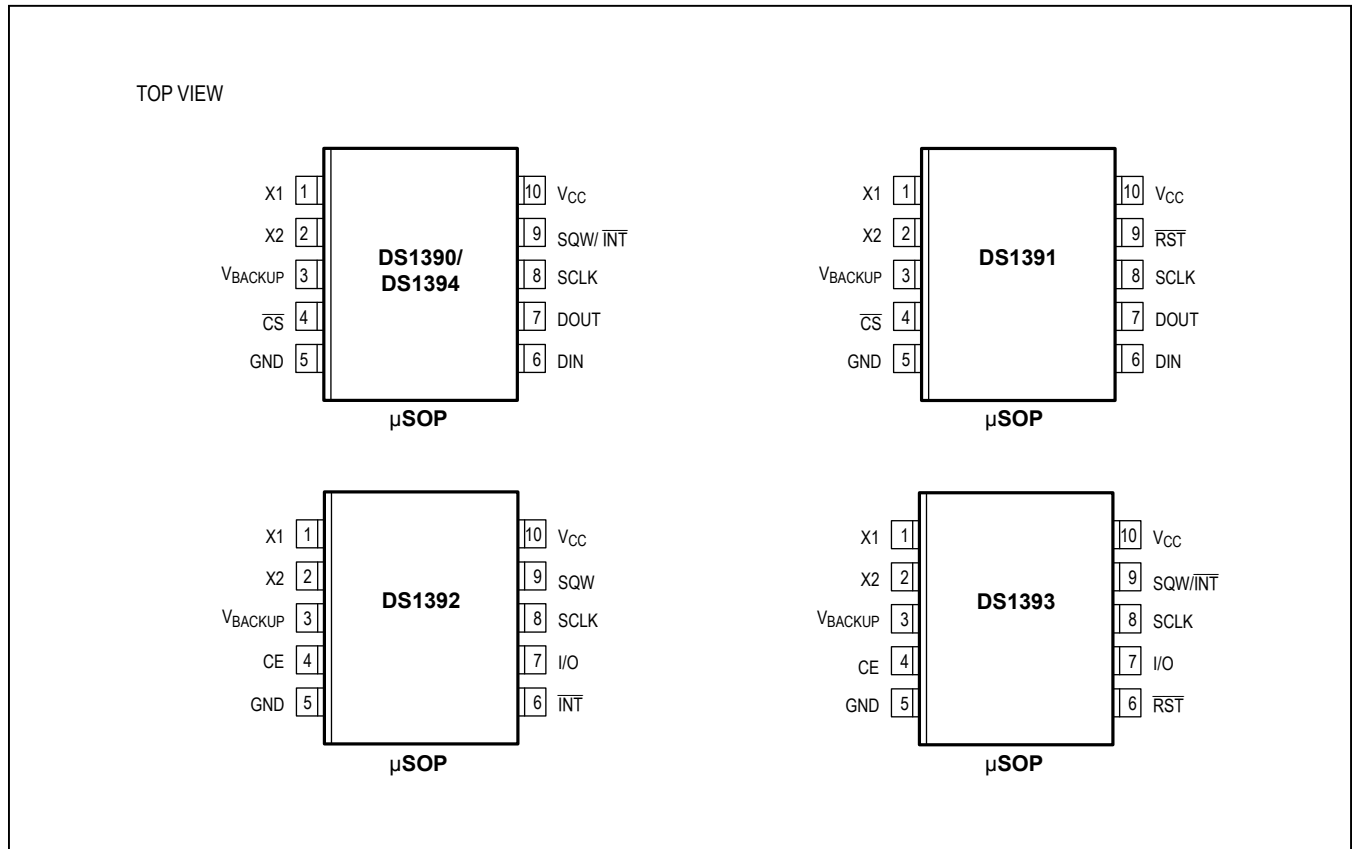 TOP VIEW
X1 1 10 VCC
X2 2 9 SQW/ INT
VBACKUP 3 8 SCLK
CS 4 7 DOUT
GND 5 6 DIN
DS1390/
DS1394
µSOP
X1 1 10 VCC
X2 2 9 RST
VBACKUP 3 8 SCLK
CS 4 7 DOUT
GND 5 6 DIN
DS1391
µSOP
X1 1 10 VCC
X2 2 9 SQW
VBACKUP 3 8 SCLK
CE 4 7 I/O
GND 5 6 INT
DS1392
µSOP
X1 1 10 VCC
X2 2 9 SQW/INT
VBACKUP 3 8 SCLK
CE 4 7 I/O
GND 5 6 RST
DS1393
µSOP